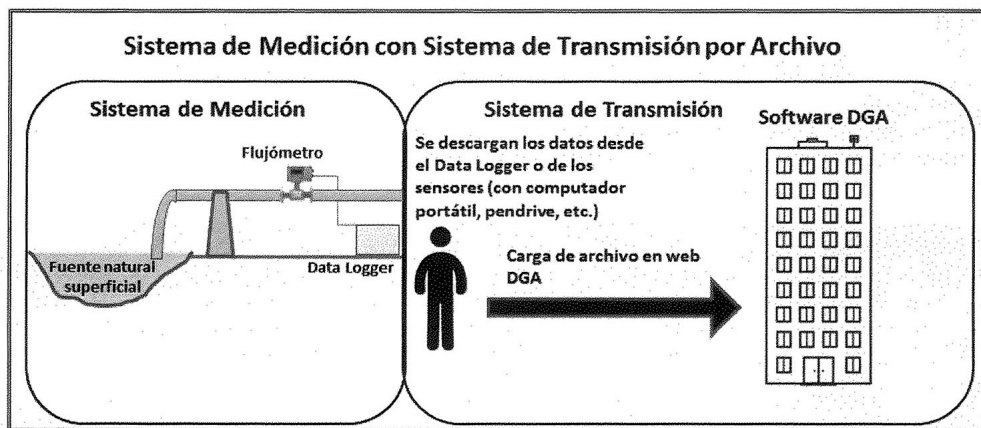 Sistema de Medición con Sistema de Transmisión por Archivo
Sistema de Medición
Flujómetro
Fuente natural
superficial
Data Logger
Sistema de Transmisión
Se descargan los datos desde
el Data Logger o de los
sensores (con computador
portátil, pendrive, etc.)
Carga de archivo en web
DGA
Software DGA